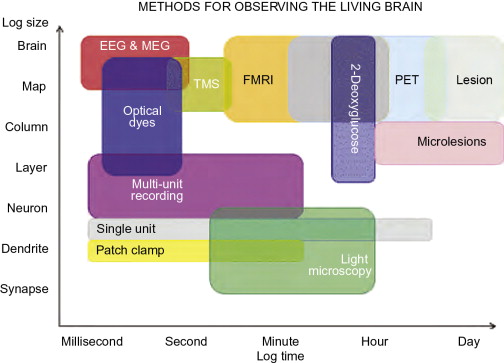 METHODS FOR OBSERVING THE LIVING BRAIN
Log size
Brain
Map
Column
Layer
Neuron
Dendrite
Synapse
EEG & MEG
TMS
FMRI
2-Deoxyglucose
PET
Lesion
Optical
dyes
Microlesions
Multi-unit
recording
Single unit
Patch clamp
Light
microscopy
Millisecond
Second
Minute
Hour
Day
Log time